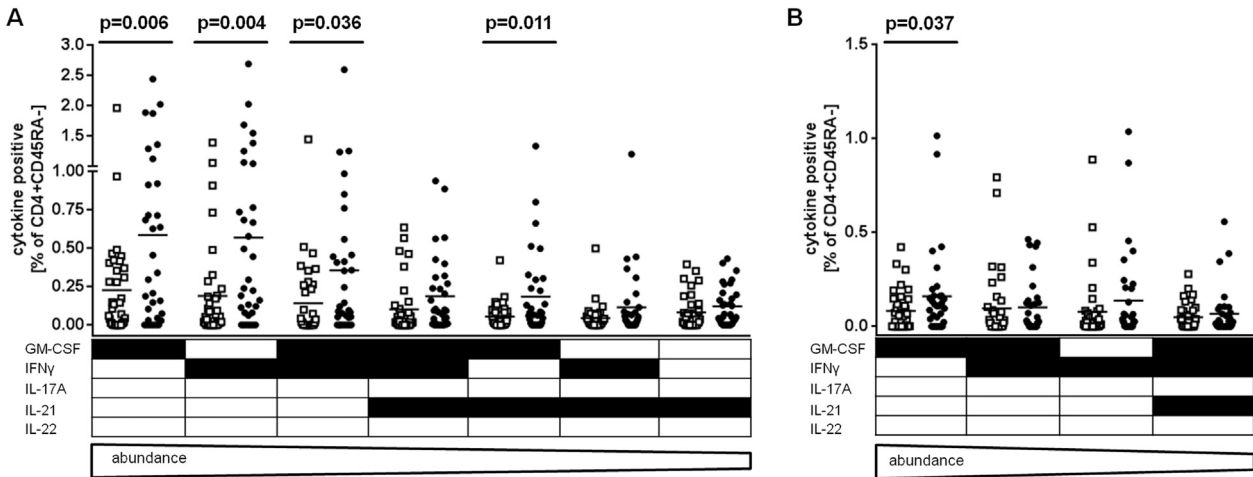 A
p=0.006 p=0.004 p=0.036 p=0.011
cytokine positive
[% of CD4+CD45RA-]
3.0
2.5
2.0
1.5
1.00
0.75
0.50
0.25
0.00
GM-CSF
IFNγ
IL-17A
IL-21
IL-22
abundance
B
p=0.037
cytokine positive
[% of CD4+CD45RA-]
1.5
1.0
0.5
0.0
GM-CSF
IFNγ
IL-17A
IL-21
IL-22
abundance